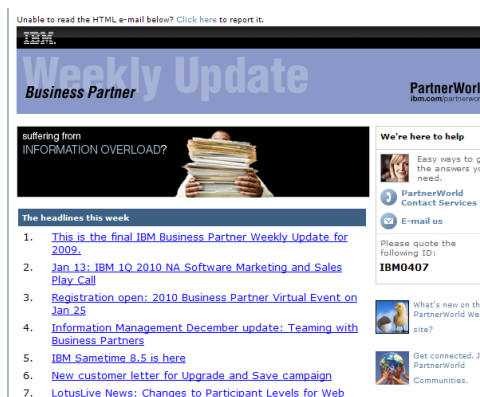 Unable to read the HTML e-mail below? Click here to report it.
IBM.
Weekly Update
Business Partner
PartnerWorl
ibm.com/partnerwor
suffering from
INFORMATION OVERLOAD?
The headlines this week
1. This is the final IBM Business Partner Weekly Update for
2009.
2. Jan 13: IBM 1Q 2010 NA Software Marketing and Sales
Play Call
3. Registration open: 2010 Business Partner Virtual Event on
Jan 25
4. Information Management December update: Teaming with
Business Partners
5. IBM Sametime 8.5 is here
6. New customer letter for Upgrade and Save campaign
7. LotusLive News: Changes to Participant Levels for Web
We're here to help
Easy ways to g
the answers yo
need.
PartnerWorld
Contact Services
E-mail us
Please quote the
following ID:
IBM0407
What's new on th
PartnerWorld We
site?
Get connected. J
PartnerWorld
Communities.